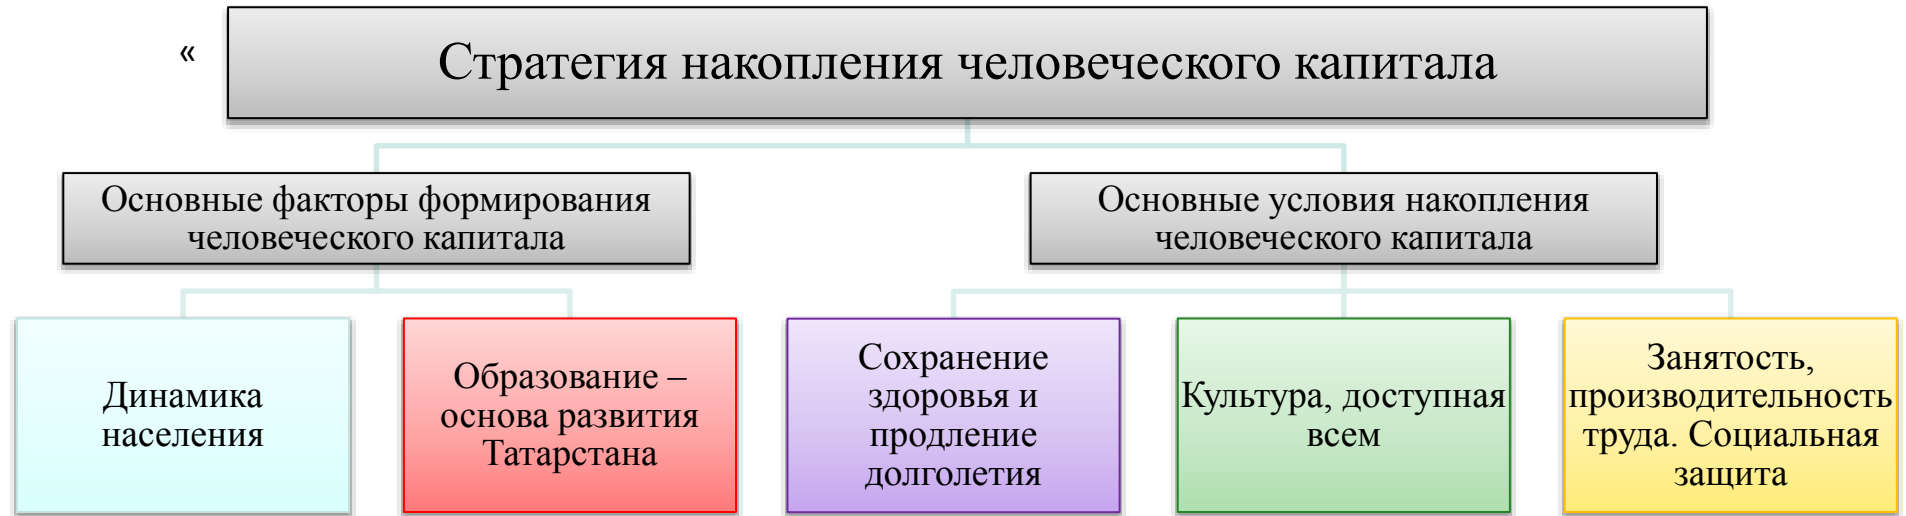 «
Стратегия накопления человеческого капитала
Основные факторы формирования
человеческого капитала
Основные условия накопления
человеческого капитала
Динамика
населения
Образование –
основа развития
Татарстана
Сохранение
здоровья и
продление
долголетия
Культура, доступная
всем
Занятость,
производительность
труда. Социальная
защита